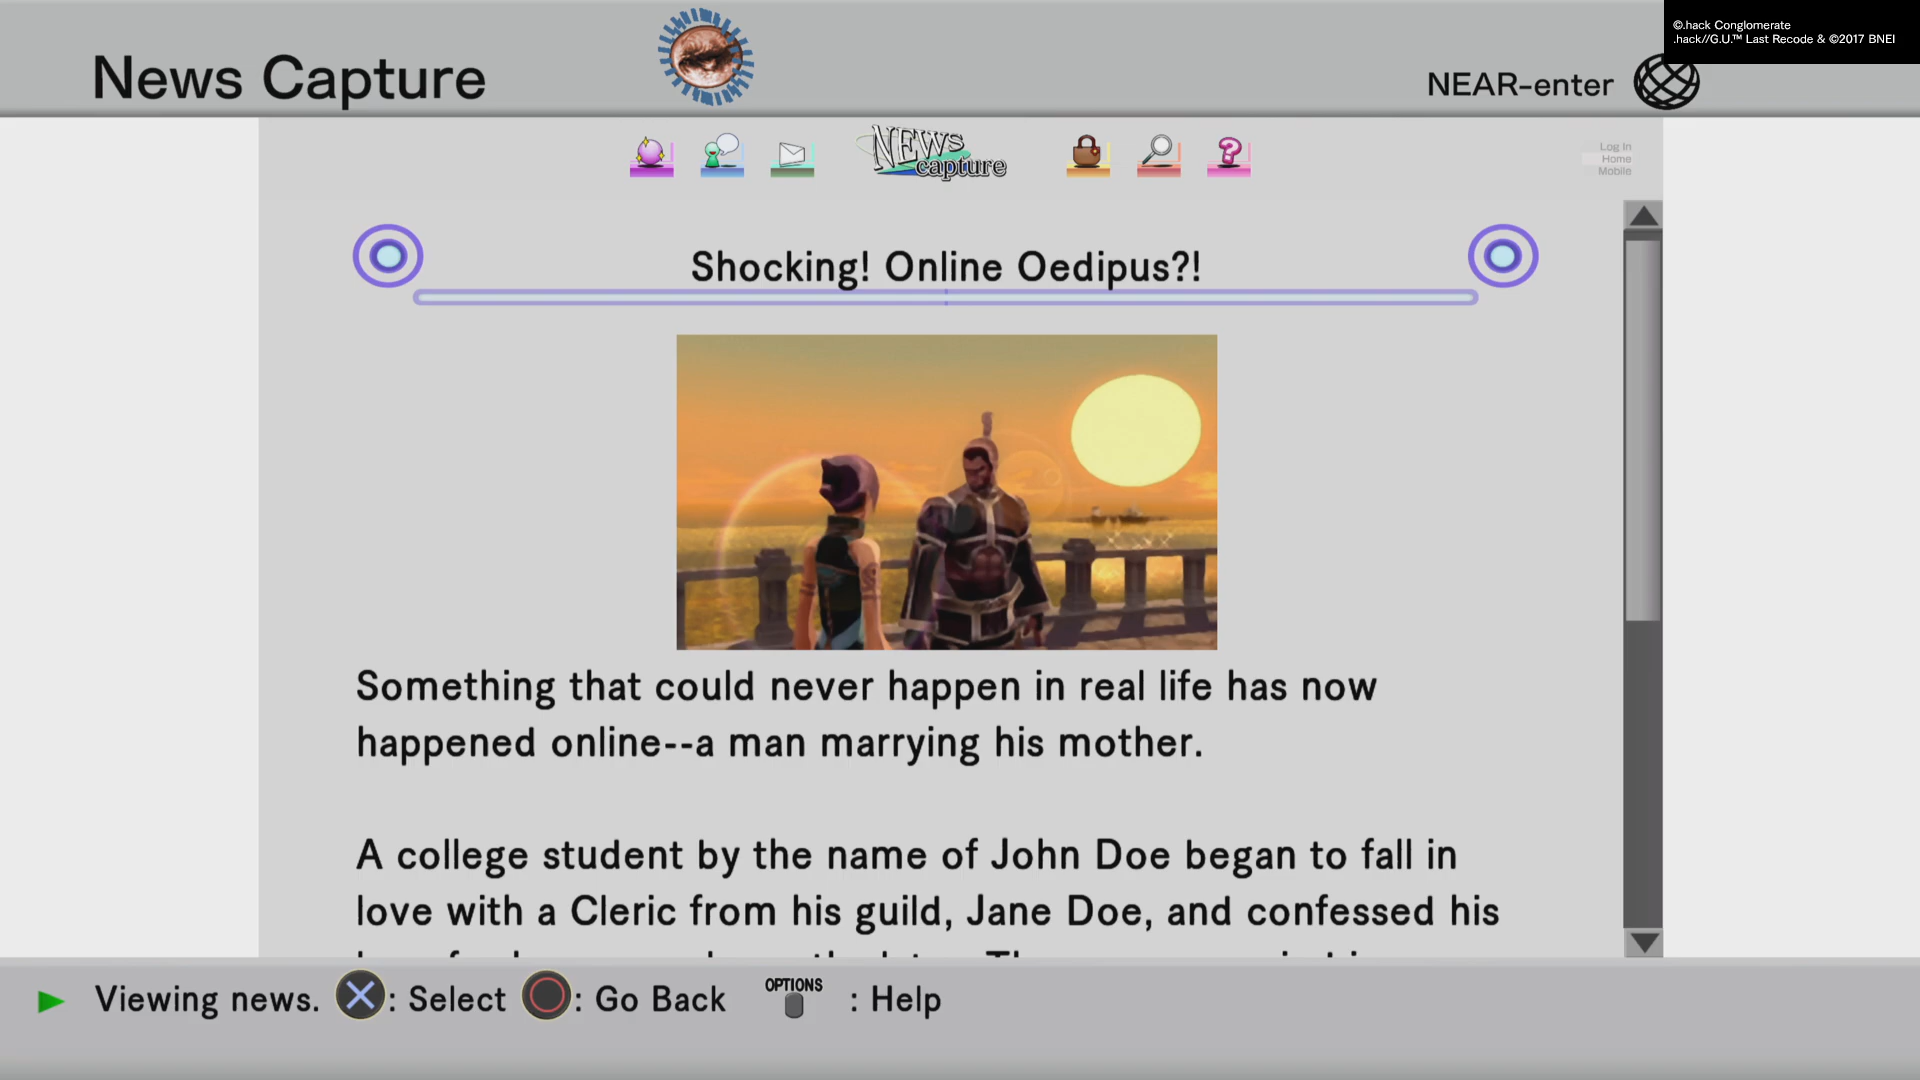 ©.hack Conglomerate
.hack//G.U.™ Last Recode & ©2017 BNEI
News Capture
NEAR-enter
NEWS
capture
Log In
Home
Mobile
Shocking! Online Oedipus?!
Something that could never happen in real life has now
happened online--a man marrying his mother.
A college student by the name of John Doe began to fall in
love with a Cleric from his guild, Jane Doe, and confessed his
Viewing news. : Select : Go Back OPTIONS : Help